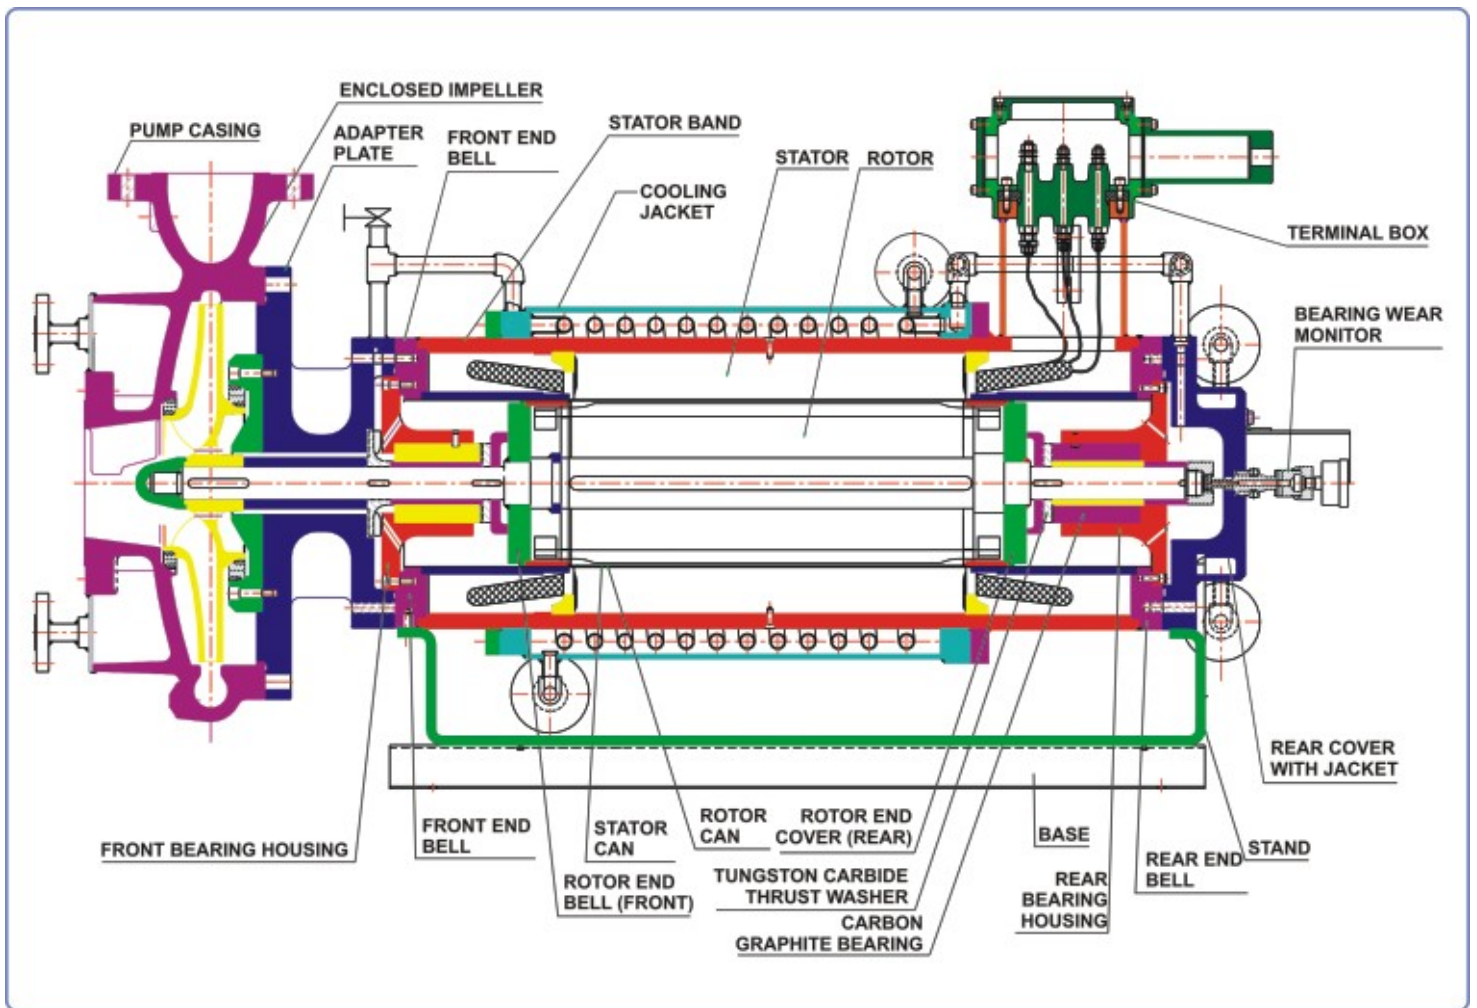 ENCLOSED IMPELLER
PUMP CASING
ADAPTER
PLATE
FRONT END
BELL
STATOR BAND
STATOR
ROTOR
COOLING
JACKET
TERMINAL BOX
BEARING WEAR
MONITOR
REAR COVER
WITH JACKET
STAND
BASE
REAR END
BELL
REAR
BEARING
HOUSING
ROTOR END
COVER (REAR)
TUNGSTON CARBIDE
THRUST WASHER
CARBON
GRAPHITE BEARING
ROTOR
CAN
STATOR
CAN
ROTOR END
BELL (FRONT)
FRONT END
BELL
FRONT BEARING HOUSING